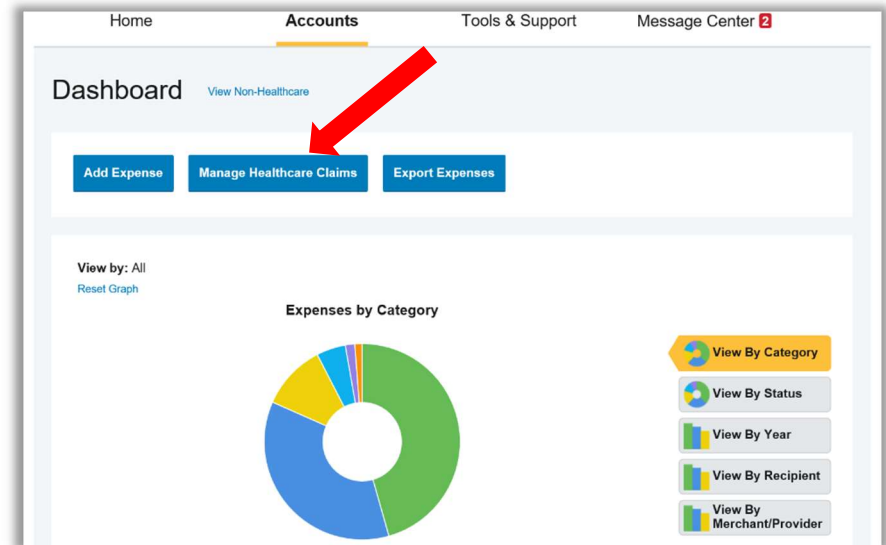 Home Accounts Tools & Support Message Center 2
Dashboard View Non-Healthcare
Add Expense Manage Healthcare Claims Export Expenses
View by: All
Reset Graph
Expenses by Category
View By Category
View By Status
View By Year
View By Recipient
View By
Merchant/Provider